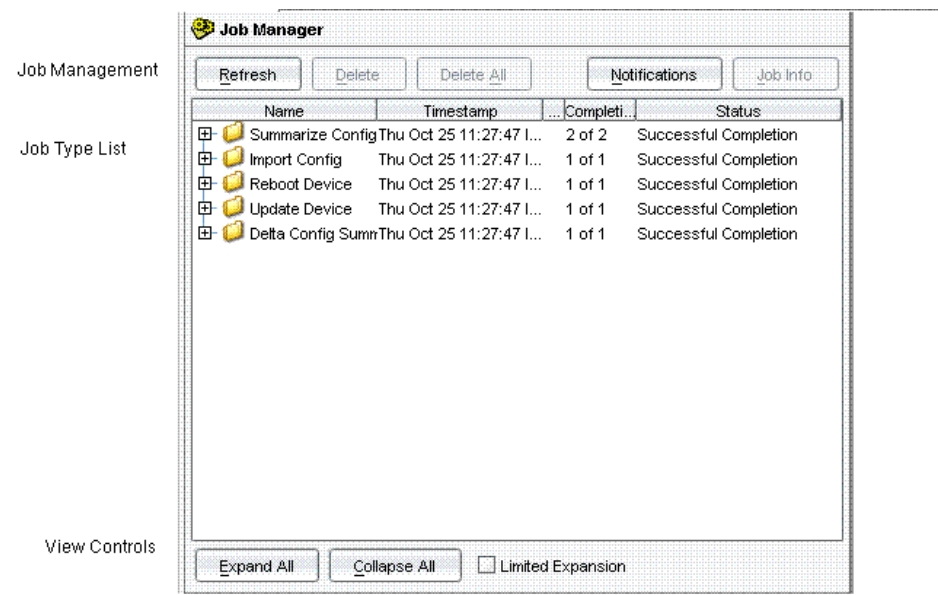 Job Manager
Job Management
Refresh Delete Delete All Notifications Job Info
Name Timestamp ... Completi... Status
Job Type List
Summarize Config Thu Oct 25 11:27:47 I... 2 of 2 Successful Completion
Import Config Thu Oct 25 11:27:47 I... 1 of 1 Successful Completion
Reboot Device Thu Oct 25 11:27:47 I... 1 of 1 Successful Completion
Update Device Thu Oct 25 11:27:47 I... 1 of 1 Successful Completion
Delta Config Summ Thu Oct 25 11:27:47 I... 1 of 1 Successful Completion
View Controls
Expand All Collapse All Limited Expansion